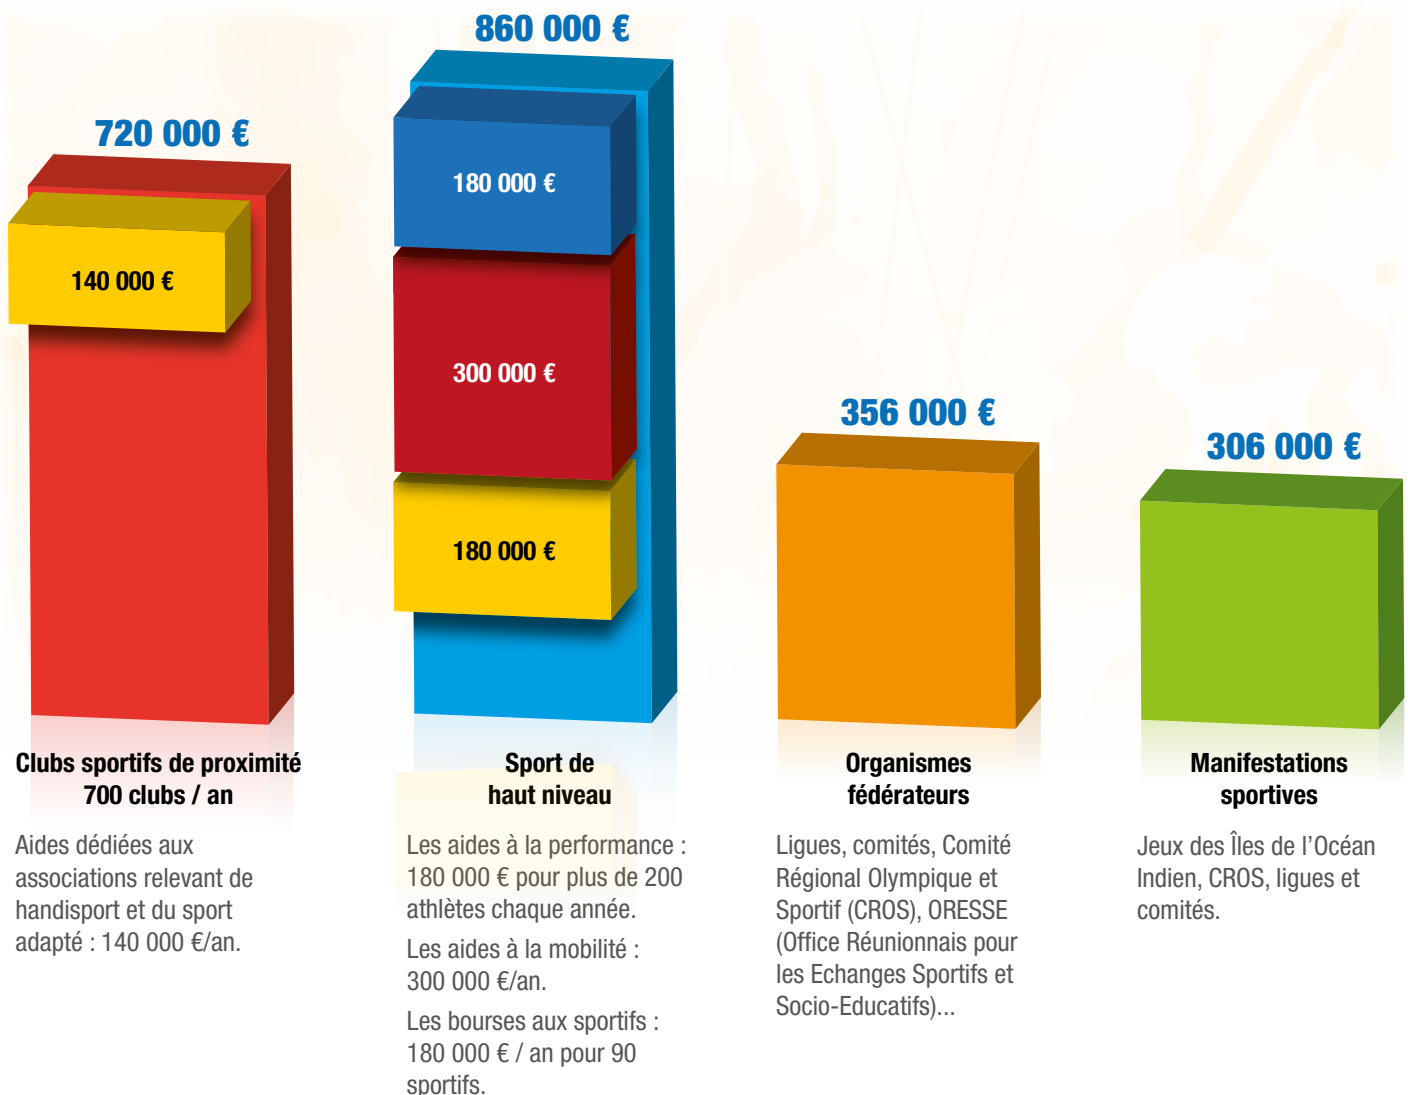 720 000 €
140 000 €
Clubs sportifs de proximité
700 clubs / an
Aides dédiées aux
associations relevant de
handisport et du sport
adapté : 140 000 €/an.
860 000 €
180 000 €
300 000 €
180 000 €
Sport de
haut niveau
Les aides à la performance :
180 000 € pour plus de 200
athlètes chaque année.
Les aides à la mobilité :
300 000 €/an.
Les bourses aux sportifs :
180 000 € / an pour 90
sportifs.
356 000 €
Organismes
fédérateurs
Ligues, comités, Comité
Régional Olympique et
Sportif (CROS), ORESSE
(Office Réunionnais pour
les Echanges Sportifs et
Socio-Educatifs)...
306 000 €
Manifestations
sportives
Jeux des Îles de l'Océan
Indien, CROS, ligues et
comités.